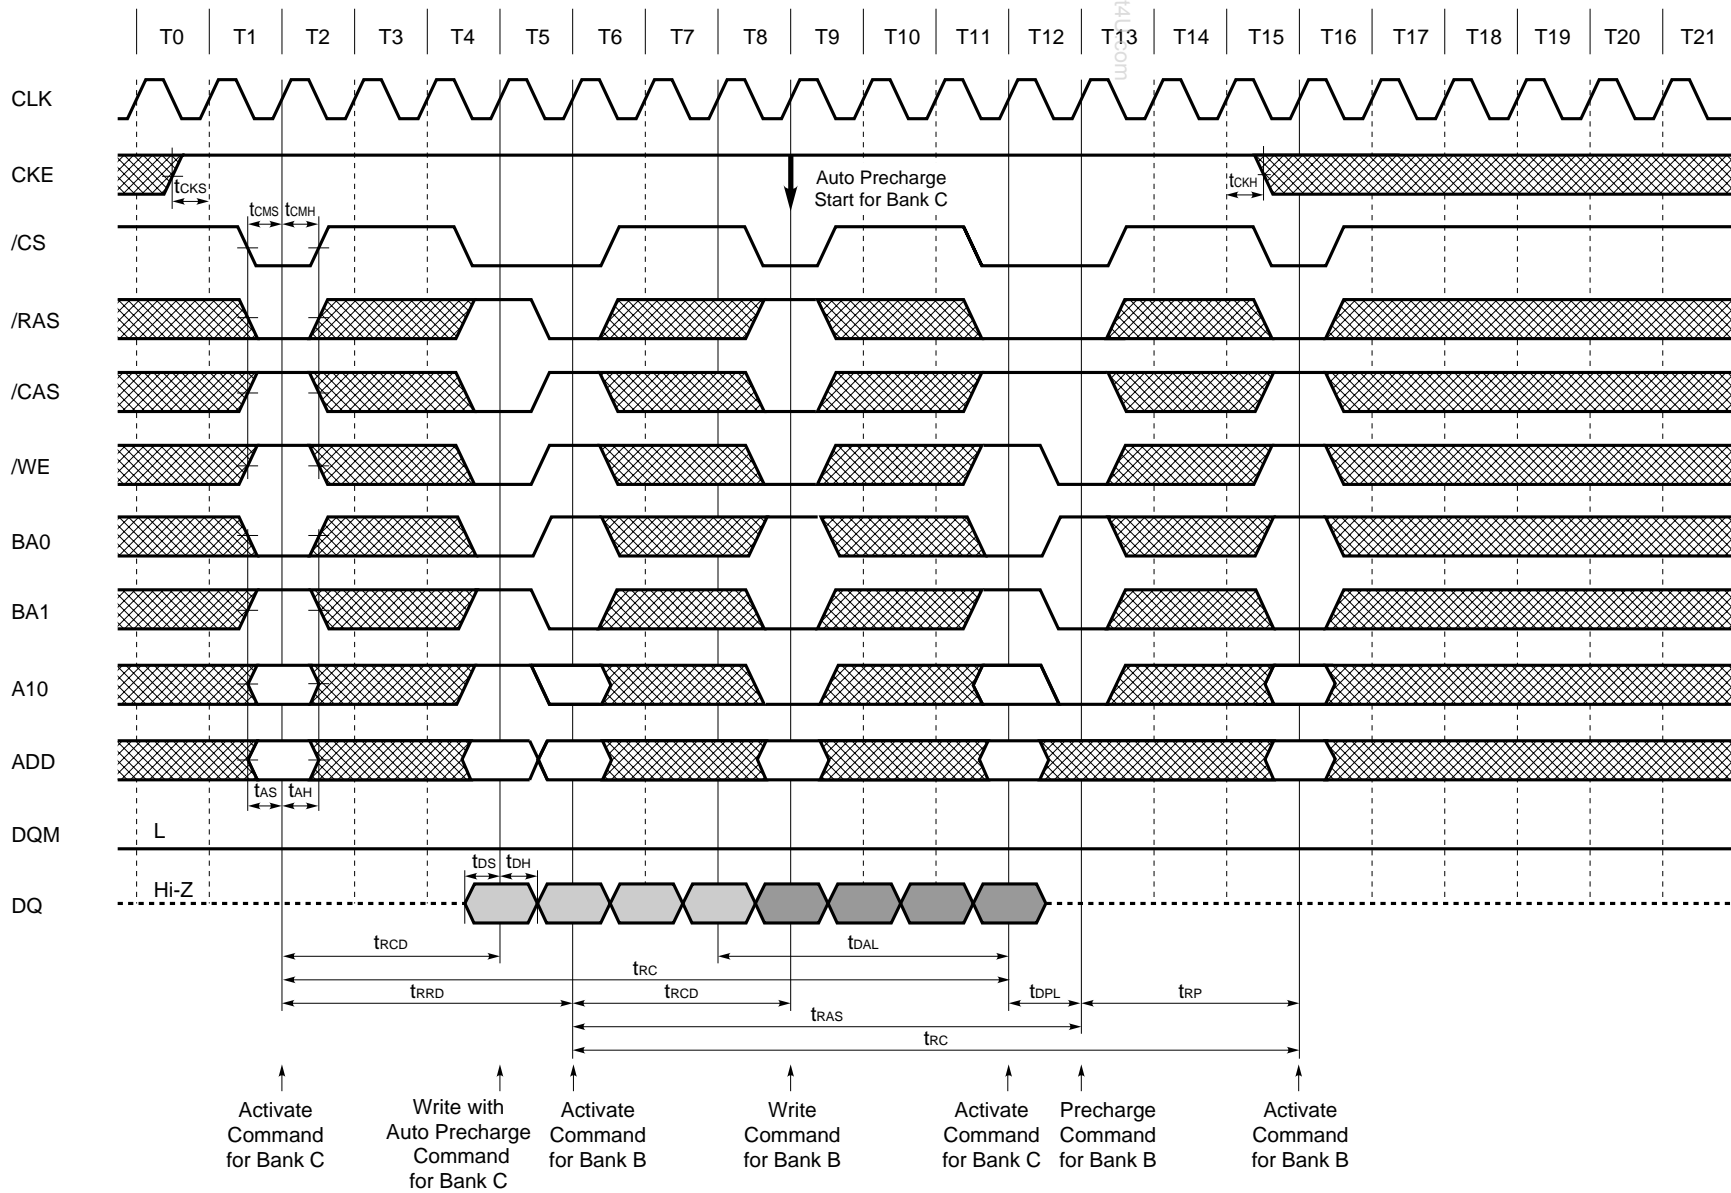 t4U.com
T0 T1 T2 T3 T4 T5 T6 T7 T8 T9 T10 T11 T12 T13 T14 T15 T16 T17 T18 T19 T20 T21
CLK
CKE
tCKS
Auto Precharge
Start for Bank C
tCKH
tCMS tCMH
/CS
/RAS
/CAS
/WE
BA0
BA1
A10
ADD
tAS tAH
DQM
L
tDS tDH
Hi-Z
DQ
tRCD
tDAL
tRC
tRRD
tRCD
tDPL
tRP
tRAS
tRC
Activate
Command
for Bank C
Write with
Auto Precharge
Command
for Bank C
Activate
Command
for Bank B
Write
Command
for Bank B
Activate
Command
for Bank C
Precharge
Command
for Bank B
Activate
Command
for Bank B